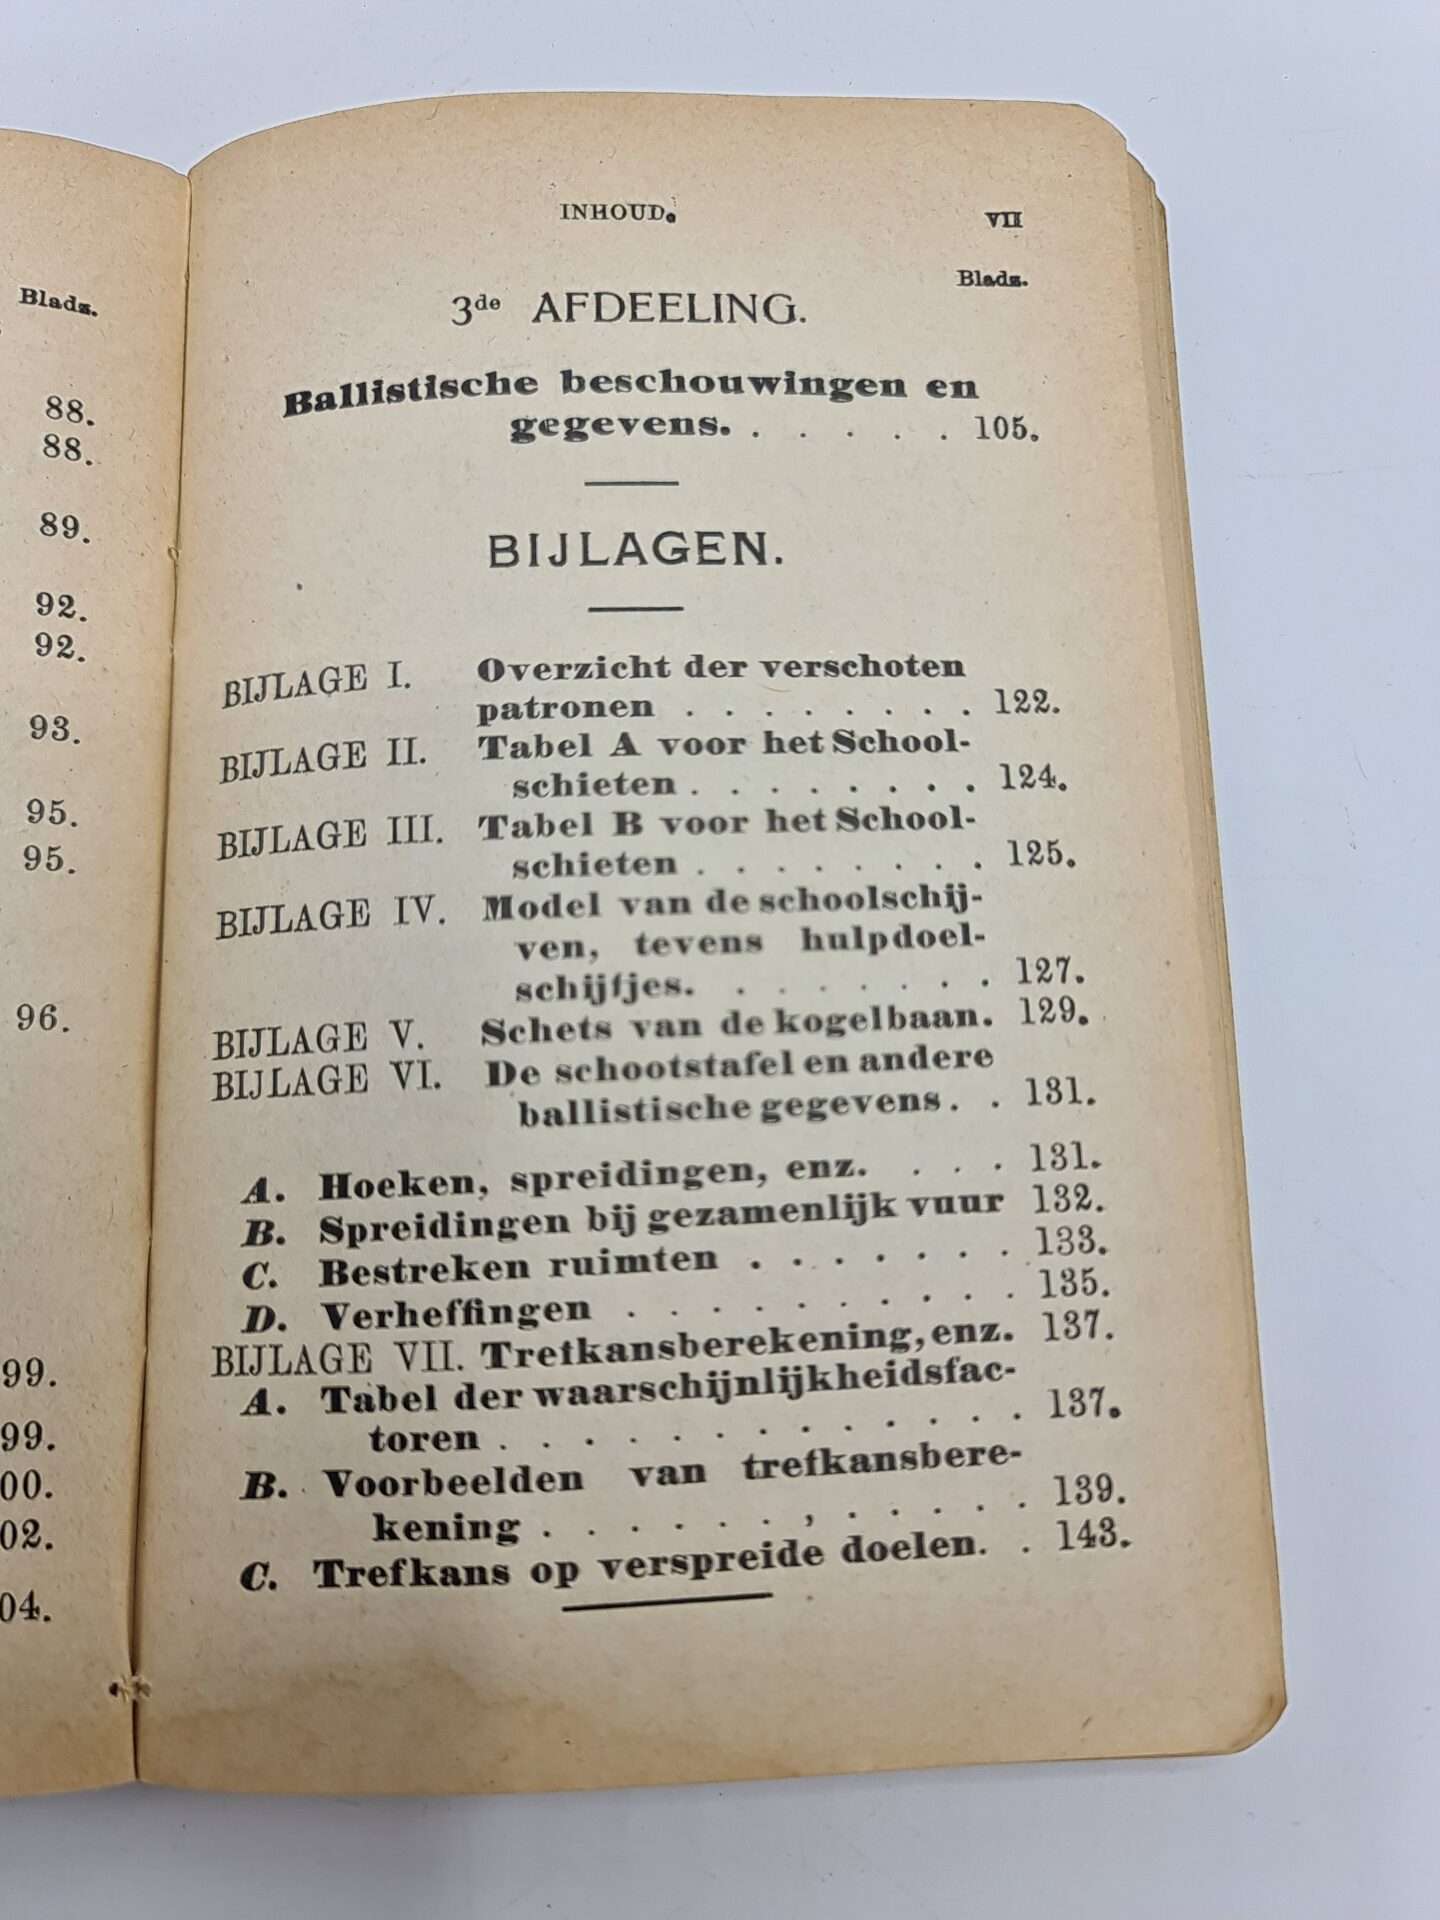 Bladz.
88.
88.
89.
92.
92.
93.
95.
95.
96.
99.
99.
00.
02.
04.
INHOUD. VII
Bladz.
3de AFDEELING.
Ballistische beschouwingen en
gegevens. . . . . . 105.
BIJLAGEN.
BIJLAGE I. Overzicht der verschoten
patronen . . . . . . . . 122.
BIJLAGE II. Tabel A voor het School-
schieten . . . . . . . . 124.
BIJLAGE III. Tabel B voor het School-
schieten . . . . . . . . 125.
BIJLAGE IV. Model van de schoolschij-
ven, tevens hulpdoel-
schijfjes. . . . . . . . 127.
BIJLAGE V. Schets van de kogelbaan. 129.
BIJLAGE VI. De schootstafel en andere
ballistische gegevens. . 131.
A. Hoeken, spreidingen, enz. . . . 131.
B. Spreidingen bij gezamenlijk vuur 132.
C. Bestreken ruimten . . . . . . . 133.
D. Verheffingen . . . . . . . . . . 135.
BIJLAGE VII. Trefkansberekening, enz. 137.
A. Tabel der waarschijnlijkheidsfac-
toren . . . . . . . . . . . . 137.
B. Voorbeelden van trefkansbere-
kening . . . . . . , . . . . . 139.
C. Trefkans op verspreide doelen. . 143.